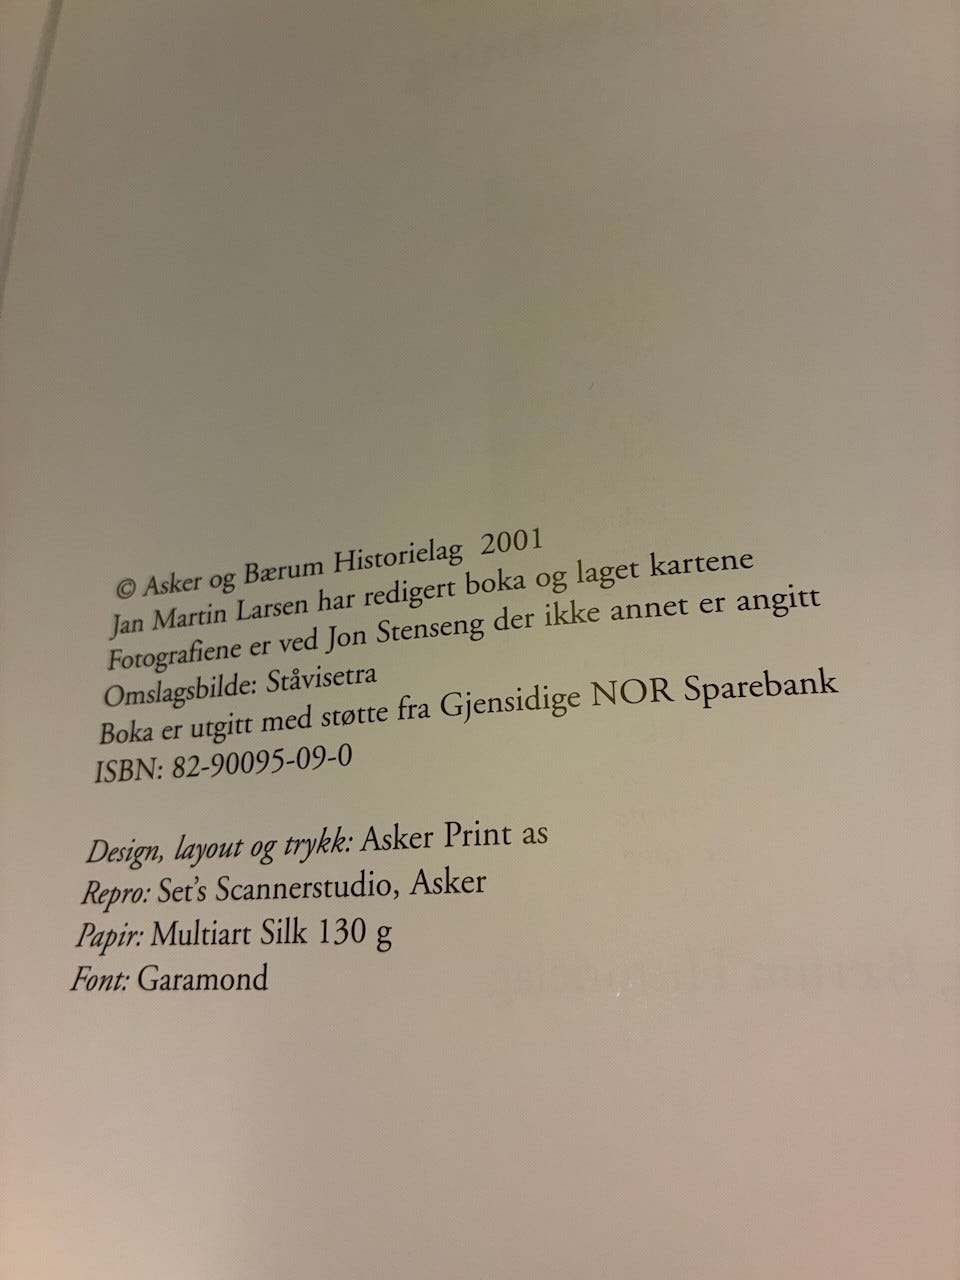 © Asker og Bærum Historielag 2001
Jan Martin Larsen har redigert boka og laget kartene
Fotografiene er ved Jon Stenseng der ikke annet er angitt
Omslagsbilde: Ståvisetra
Boka er utgitt med støtte fra Gjensidige NOR Sparebank
ISBN: 82-90095-09-0
Design, layout og trykk: Asker Print as
Repro: Set's Scannerstudio, Asker
Papir: Multiart Silk 130 g
Font: Garamond